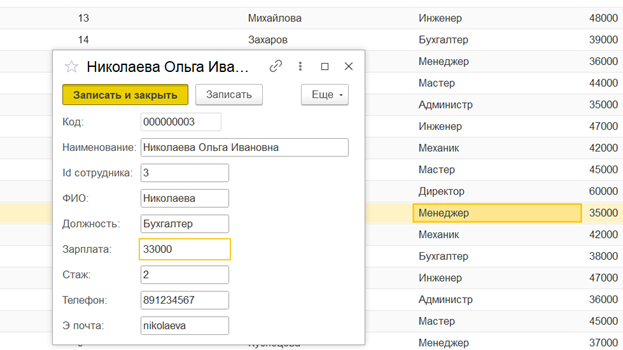 13 Михайлова Инженер 48000
14 Захаров Бухгалтер 39000
Николаева Ольга Ива...
Менеджер 36000
Мастер 44000
Записать и закрыть Записать Еще
Администр 35000
Код: 000000003
Инженер 47000
Наименование: Николаева Ольга Ивановна
Механик 42000
Id сотрудника: 3
Мастер 45000
ФИО: Николаева
Директор 60000
Должность: Бухгалтер
Менеджер 35000
Зарплата: 33000
Механик 42000
Бухгалтер 38000
Стаж: 2
Инженер 47000
Телефон: 891234567
Администр 36000
Э почта: nikolaeva
Мастер 45000
Менеджер 37000